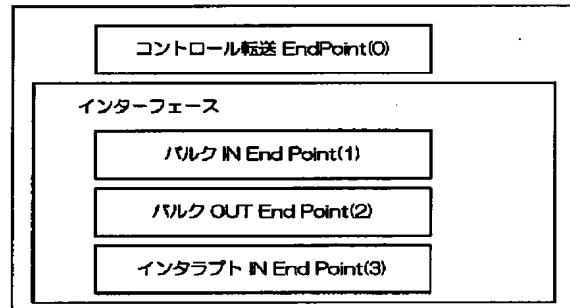 コントロール転送 EndPoint(0)
インターフェース
バルク IN End Point(1)
バルク OUT End Point(2)
インタラプト IN End Point(3)